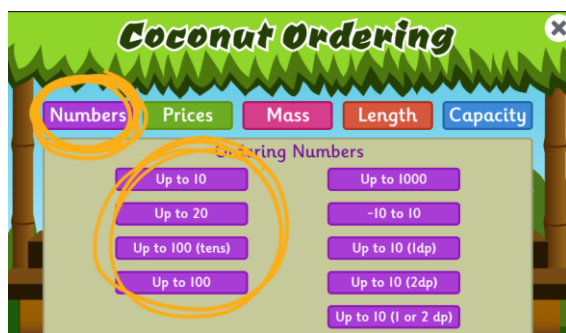 Coconut Ordering
Numbers Prices Mass Length Capacity
Ordering Numbers
Up to 10 Up to 1000
Up to 20 -10 to 10
Up to 100 (tens) Up to 10 (1dp)
Up to 100 Up to 10 (2dp)
Up to 10 (1 or 2 dp)